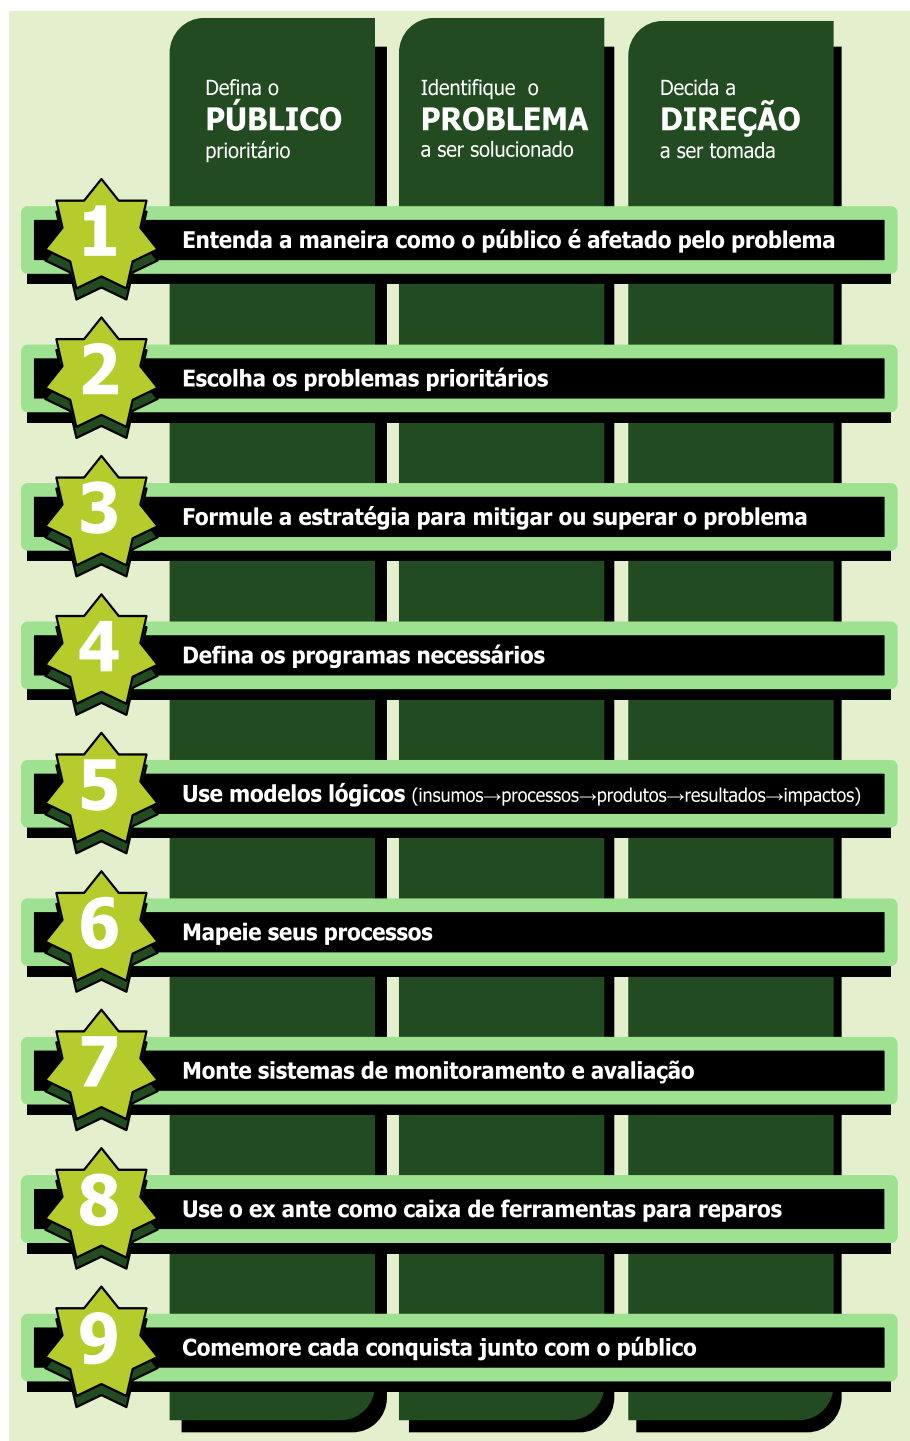 Defina o
PÚBLICO
prioritário
Identifique o
PROBLEMA
a ser solucionado
Decida a
DIREÇÃO
a ser tomada
1
Entenda a maneira como o público é afetado pelo problema
2
Escolha os problemas prioritários
3
Formule a estratégia para mitigar ou superar o problema
4
Defina os programas necessários
5
Use modelos lógicos (insumos→processos→produtos→resultados→impactos)
6
Mapeie seus processos
7
Monte sistemas de monitoramento e avaliação
8
Use o ex ante como caixa de ferramentas para reparos
9
Comemore cada conquista junto com o público